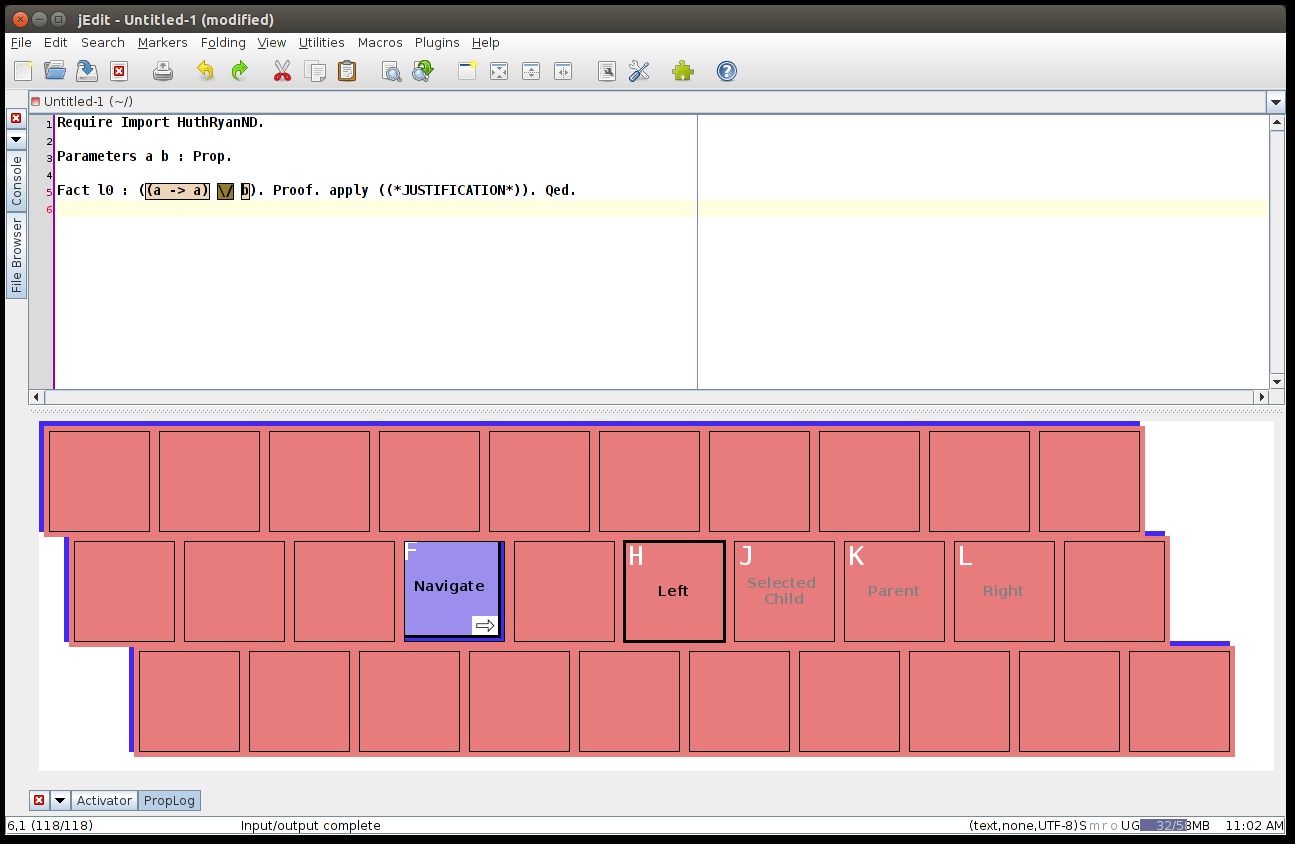 jEdit - Untitled-1 (modified)
File Edit Search Markers Folding View Utilities Macros Plugins Help
Untitled-1 (~/)
Console
File Browser
1 Require Import HuthRyanND.
2
3 Parameters a b : Prop.
4
5 Fact l0 : ((a -> a) \/ b). Proof. apply ((*JUSTIFICATION*)). Qed.
6
F
Navigate
H
Left
J
Selected
Child
K
Parent
L
Right
Activator PropLog
6,1 (118/118) Input/output complete (text,none,UTF-8)S m r o UG 32/58MB 11:02 AM